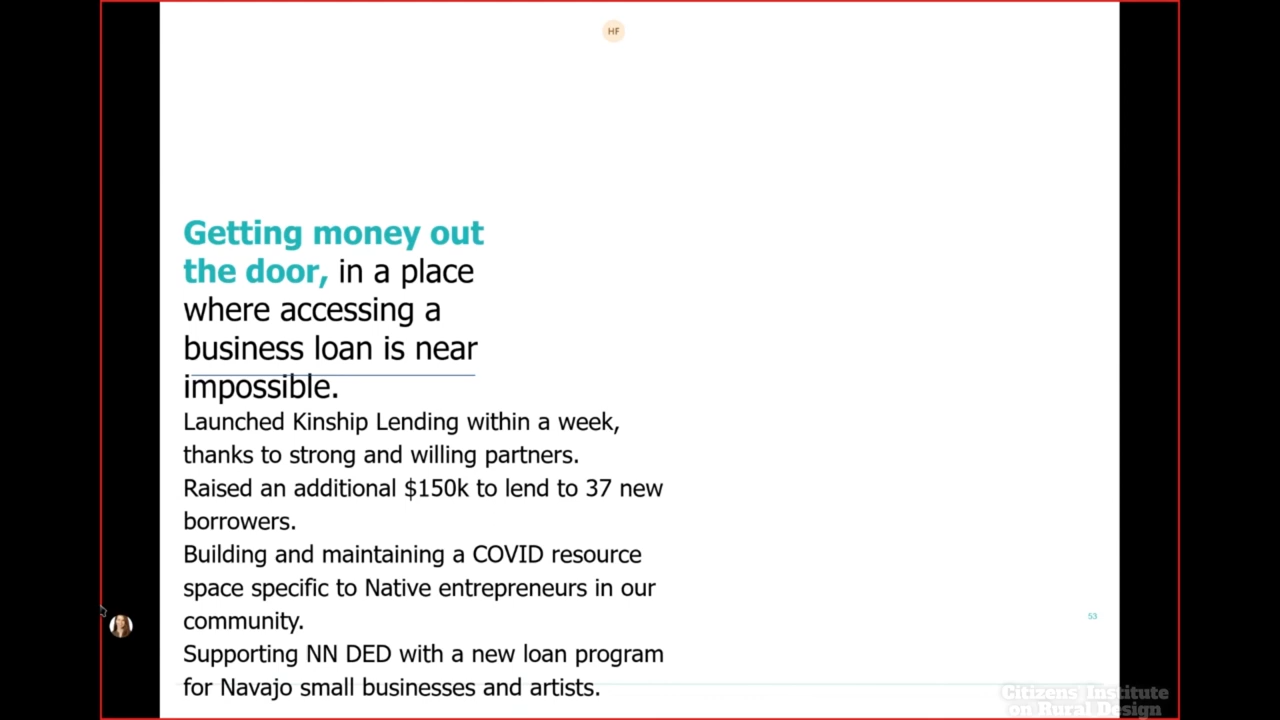 HF
Getting money out
the door, in a place
where accessing a
business loan is near
impossible.
Launched Kinship Lending within a week,
thanks to strong and willing partners.
Raised an additional $150k to lend to 37 new
borrowers.
Building and maintaining a COVID resource
space specific to Native entrepreneurs in our
community.
Supporting NN DED with a new loan program
for Navajo small businesses and artists.
53
Citizens' Institute
on Rural Design